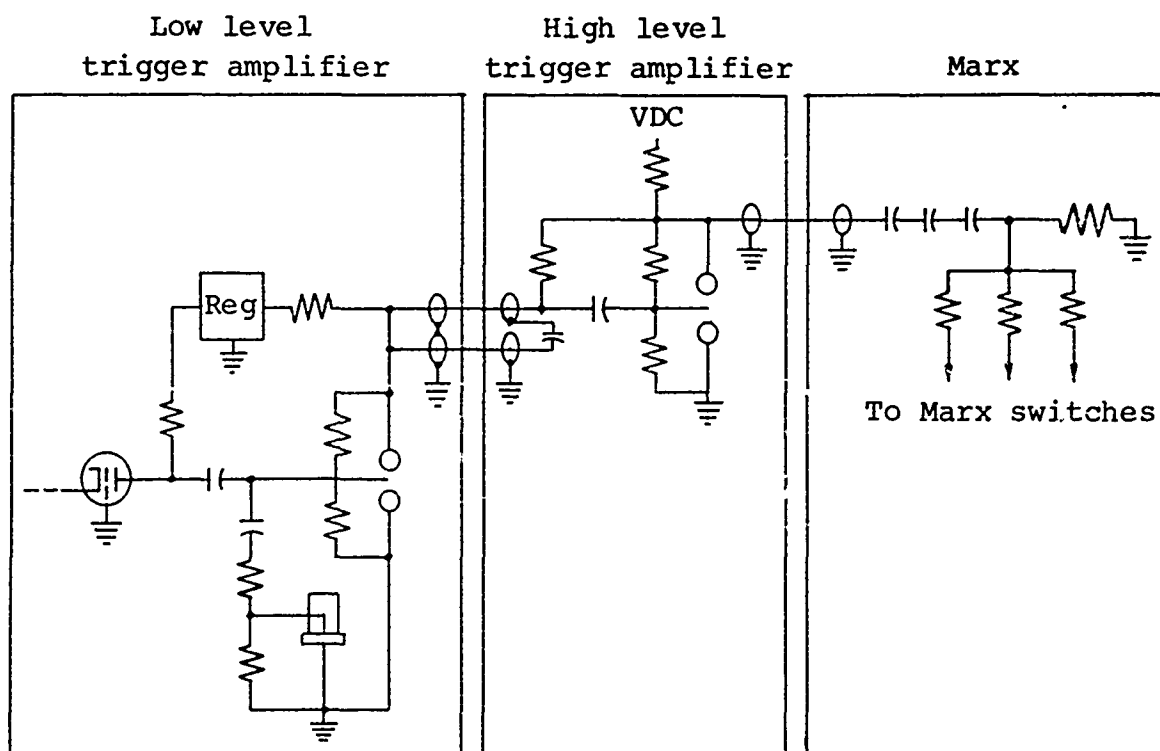 Low level
trigger amplifier
High level
trigger amplifier
Marx
VDC
Reg
To Marx switches